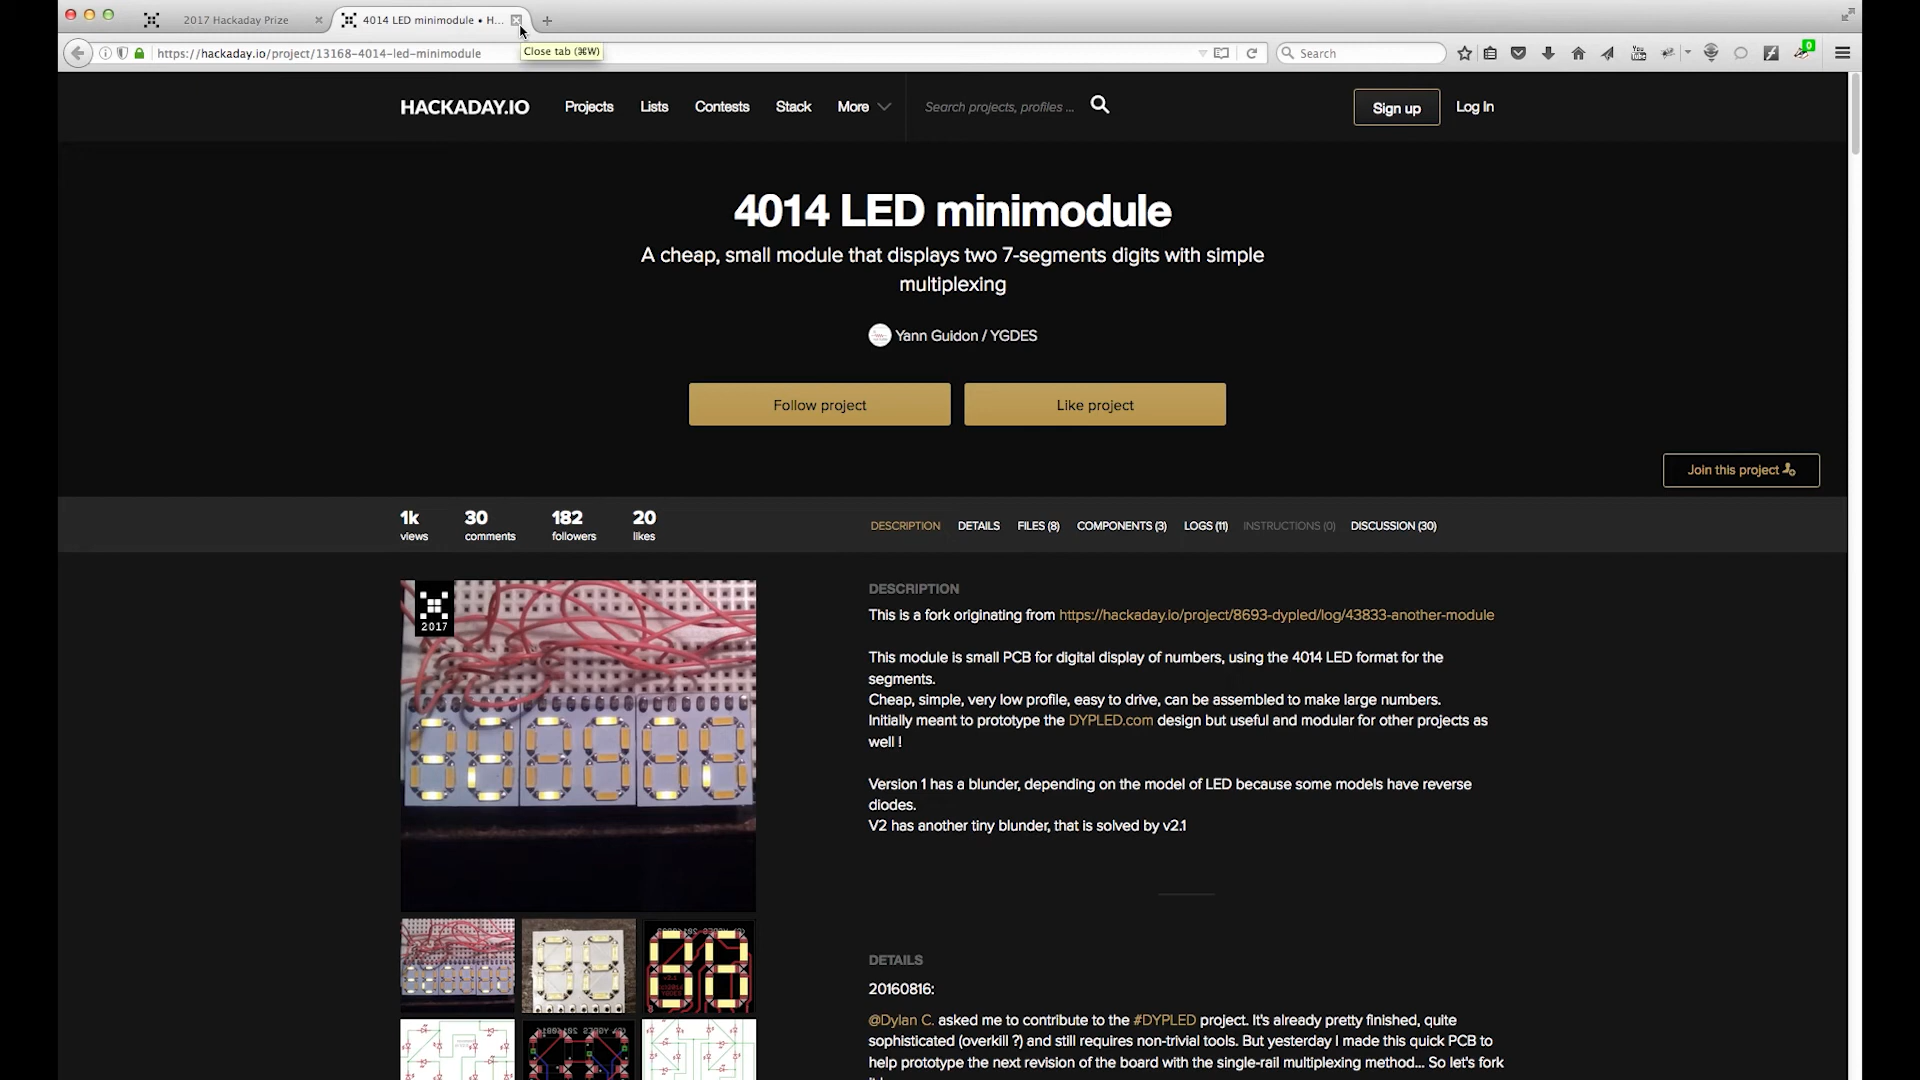 2017 Hackaday Prize
4014 LED minimodule • H...
Close tab (⌘W)
https://hackaday.io/project/13168-4014-led-minimodule
Search
0
HACKADAY.IO
Projects
Lists
Contests
Stack
More
Search projects, profiles ...
Sign up
Log In
4014 LED minimodule
A cheap, small module that displays two 7-segments digits with simple
multiplexing
Yann Guidon / YGDES
Follow project
Like project
Join this project
1k
views
30
comments
182
followers
20
likes
DESCRIPTION
DETAILS
FILES (8)
COMPONENTS (3)
LOGS (11)
INSTRUCTIONS (0)
DISCUSSION (30)
2017
DESCRIPTION
This is a fork originating from https://hackaday.io/project/8693-dypled/log/43833-another-module
This module is small PCB for digital display of numbers, using the 4014 LED format for the
segments.
Cheap, simple, very low profile, easy to drive, can be assembled to make large numbers.
Initially meant to prototype the DYPLED.com design but useful and modular for other projects as
well !
Version 1 has a blunder, depending on the model of LED because some models have reverse
diodes.
V2 has another tiny blunder, that is solved by v2.1
DETAILS
20160816:
@Dylan C. asked me to contribute to the #DYPLED project. It's already pretty finished, quite
sophisticated (overkill ?) and still requires non-trivial tools. But yesterday I made this quick PCB to
help prototype the next revision of the board with the single-rail multiplexing method... So let's fork